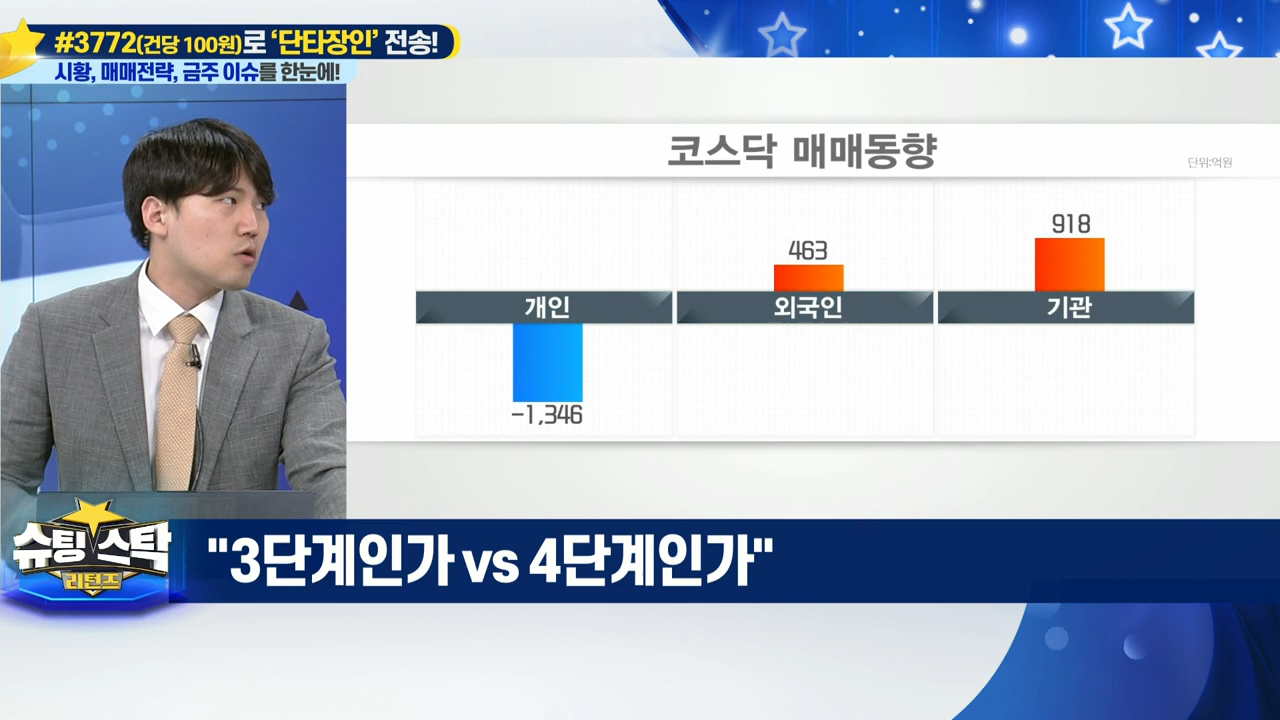 #3772(건당 100원)로 '단타장인' 전송!
시황, 매매전략, 금주 이슈를 한눈에!
코스닥 매매동향
단위:억원
463
918
개인
외국인
기관
-1,346
슈팅스탁
리턴즈
"3단계인가 vs 4단계인가"